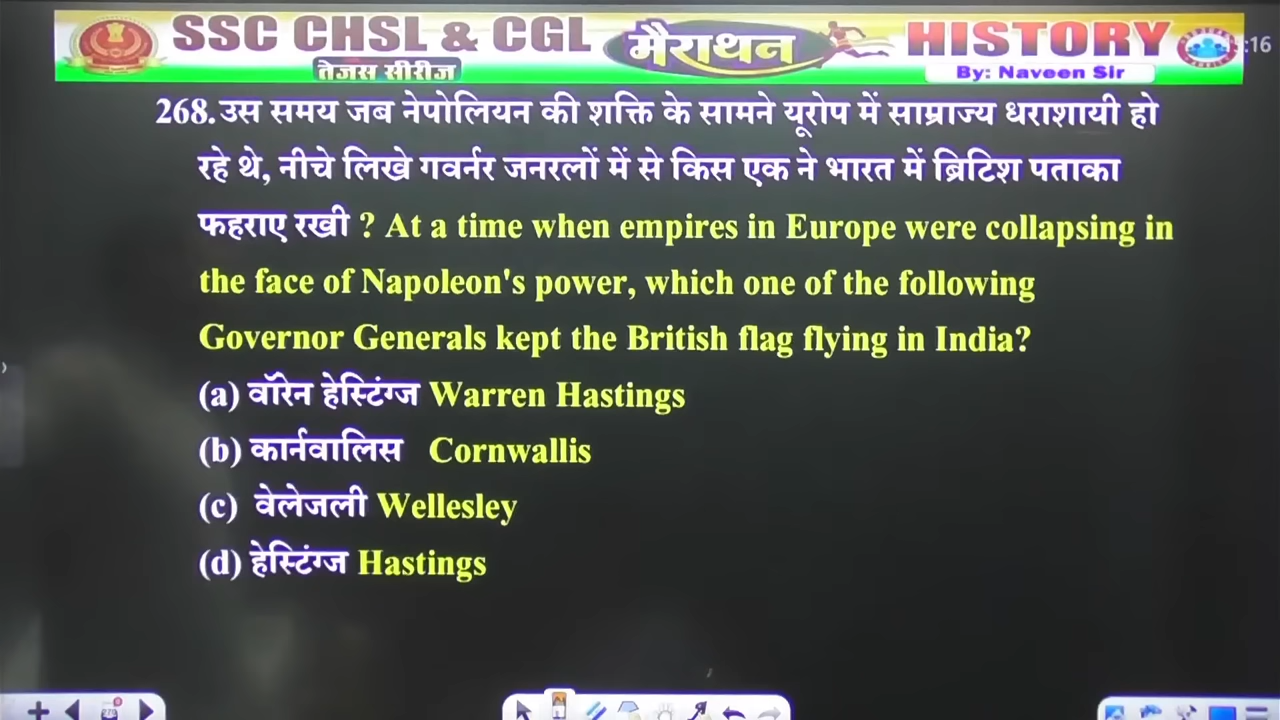 SSC CHSL & CGL मैराथन HISTORY :16
तेजस सीरीज By: Naveen Sir
268. उस समय जब नेपोलियन की शक्ति के सामने यूरोप में साम्राज्य धराशायी हो
रहे थे, नीचे लिखे गवर्नर जनरलों में से किस एक ने भारत में ब्रिटिश पताका
फहराए रखी ? At a time when empires in Europe were collapsing in
the face of Napoleon's power, which one of the following
Governor Generals kept the British flag flying in India?
(a) वॉरेन हेस्टिंग्ज Warren Hastings
(b) कार्नवालिस Cornwallis
(c) वेलेजली Wellesley
(d) हेस्टिंग्ज Hastings